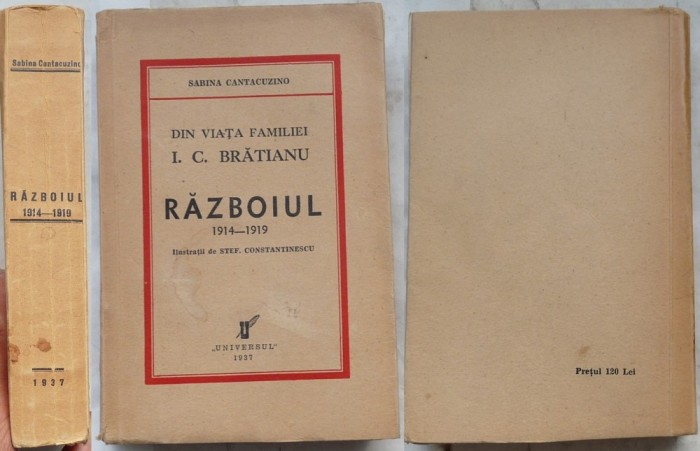 Sabina Cantacuzino
RĂZBOIUL
1914—1919
1937
SABINA CANTACUZINO
DIN VIAȚA FAMILIEI
I. C. BRĂTIANU
RĂZBOIUL
1914—1919
Ilustrații de STEF. CONSTANTINESCU
U
„UNIVERSUL"
1937
Prețul 120 Lei